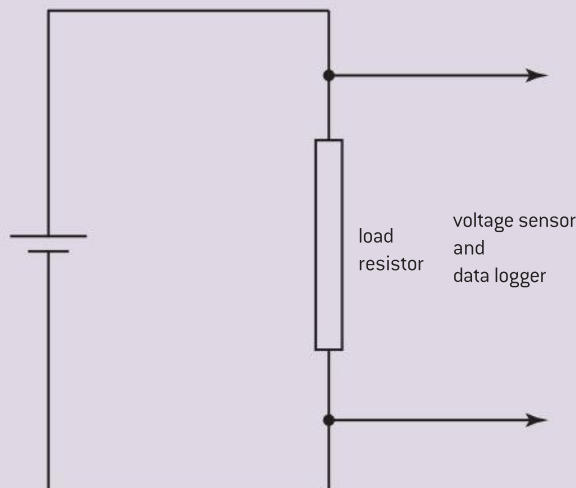 load
resistor
voltage sensor
and
data logger